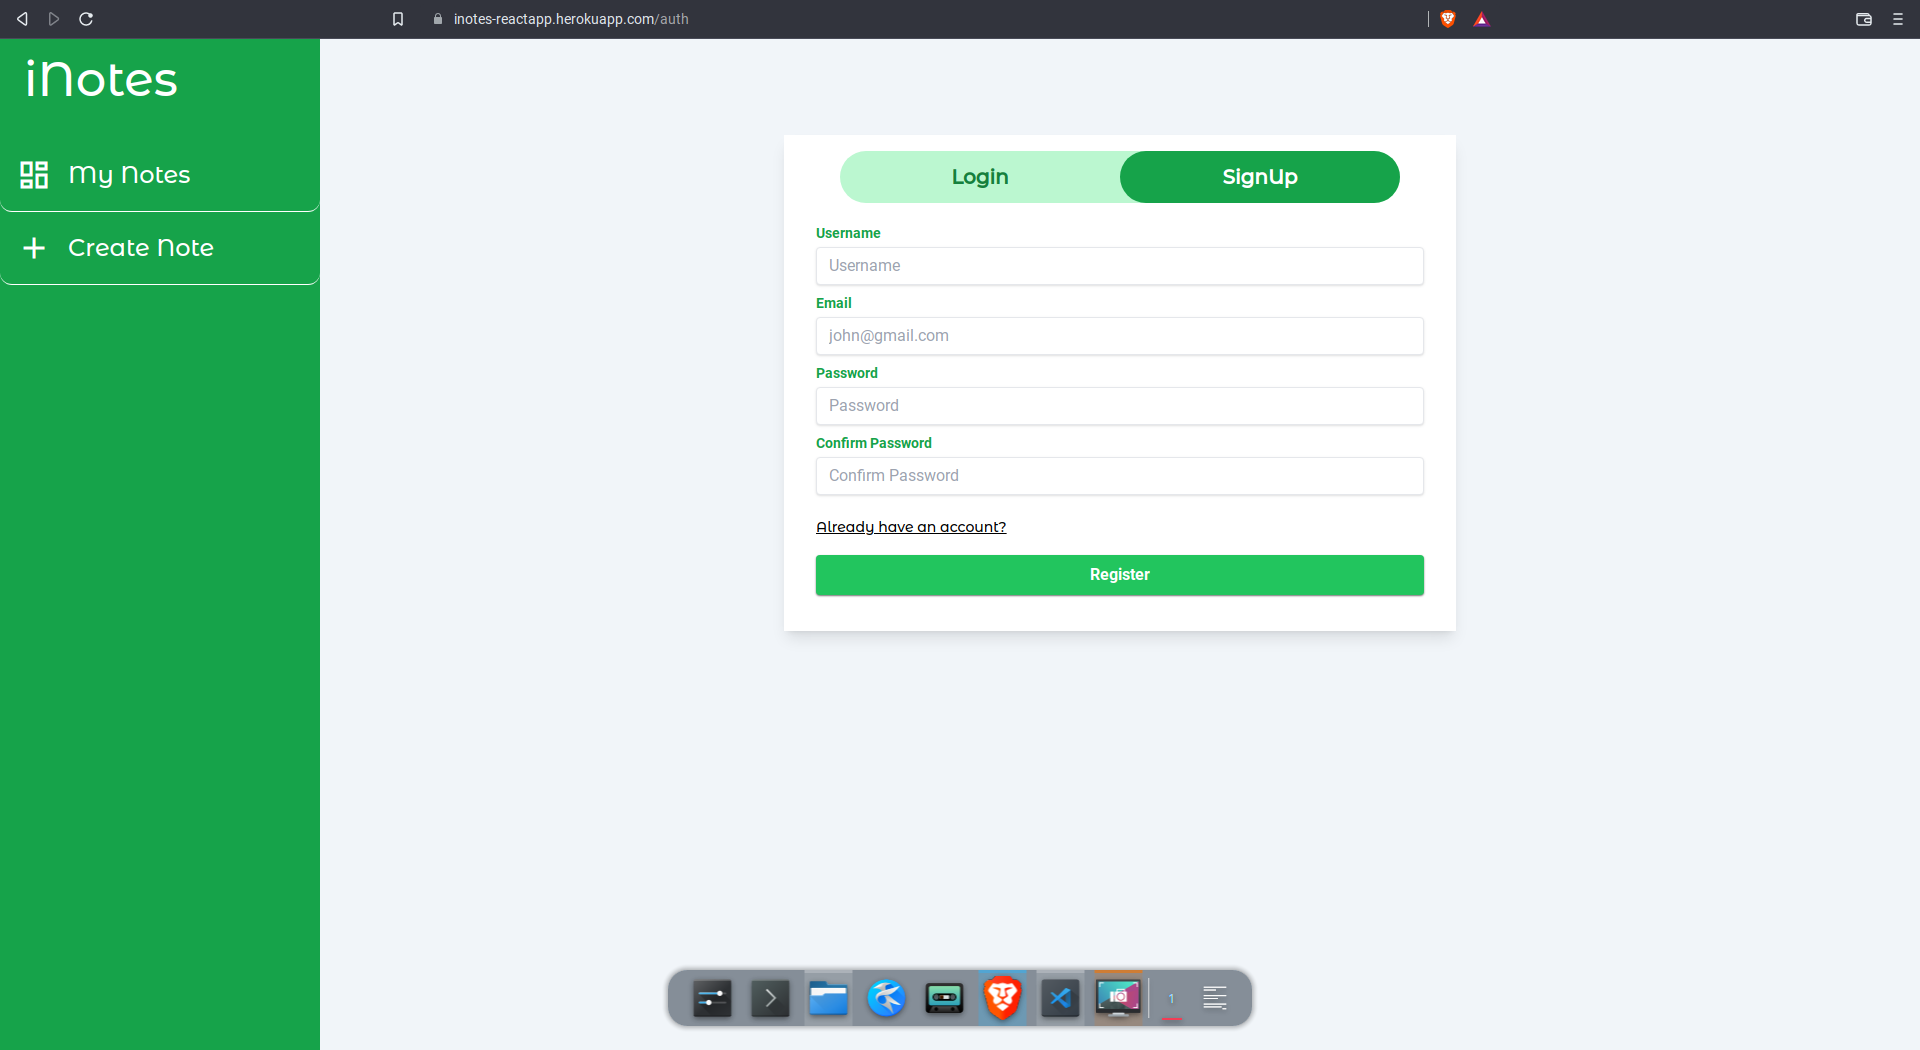 inotes-reactapp.herokuapp.com/auth
iNotes
My Notes
Create Note
Login
SignUp
Username
Username
Email
john@gmail.com
Password
Password
Confirm Password
Confirm Password
Already have an account?
Register
1